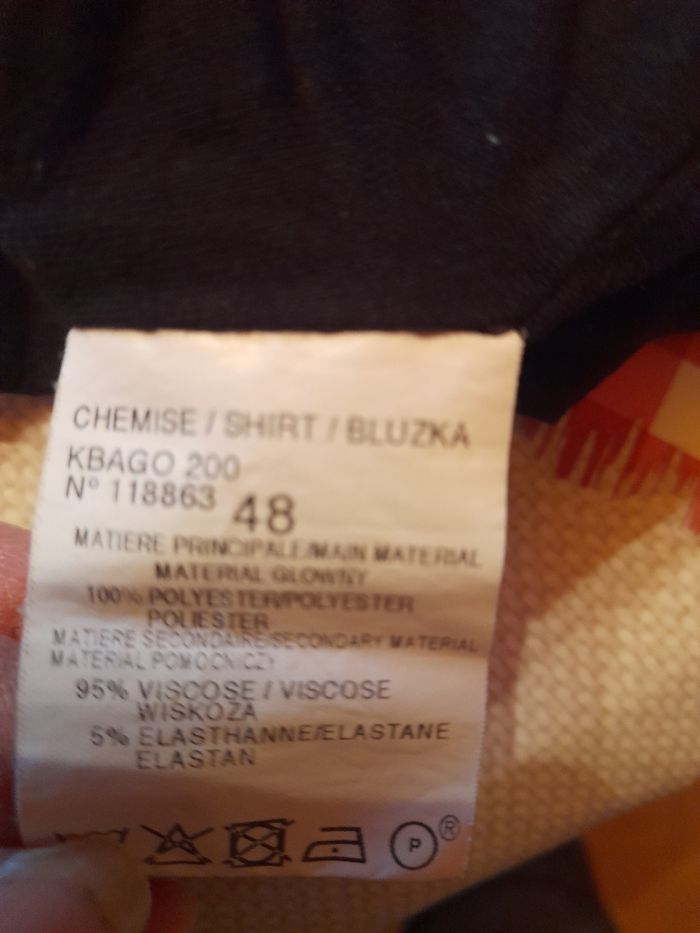 CHEMISE / SHIRT / BLUZKA
KBAGO 200
N° 118863
48
MATIERE PRINCIPALE/MAIN MATERIAL
MATERIAL GLOWNY
100% POLYESTER/POLYESTER
POLIESTER
MATIERE SECONDAIRE/SECONDARY MATERIAL
MATERIAL POMOCNICZY
95% VISCOSE / VISCOSE
WISKOZA
5% ELASTHANNE/ELASTANE
ELASTAN
P ®